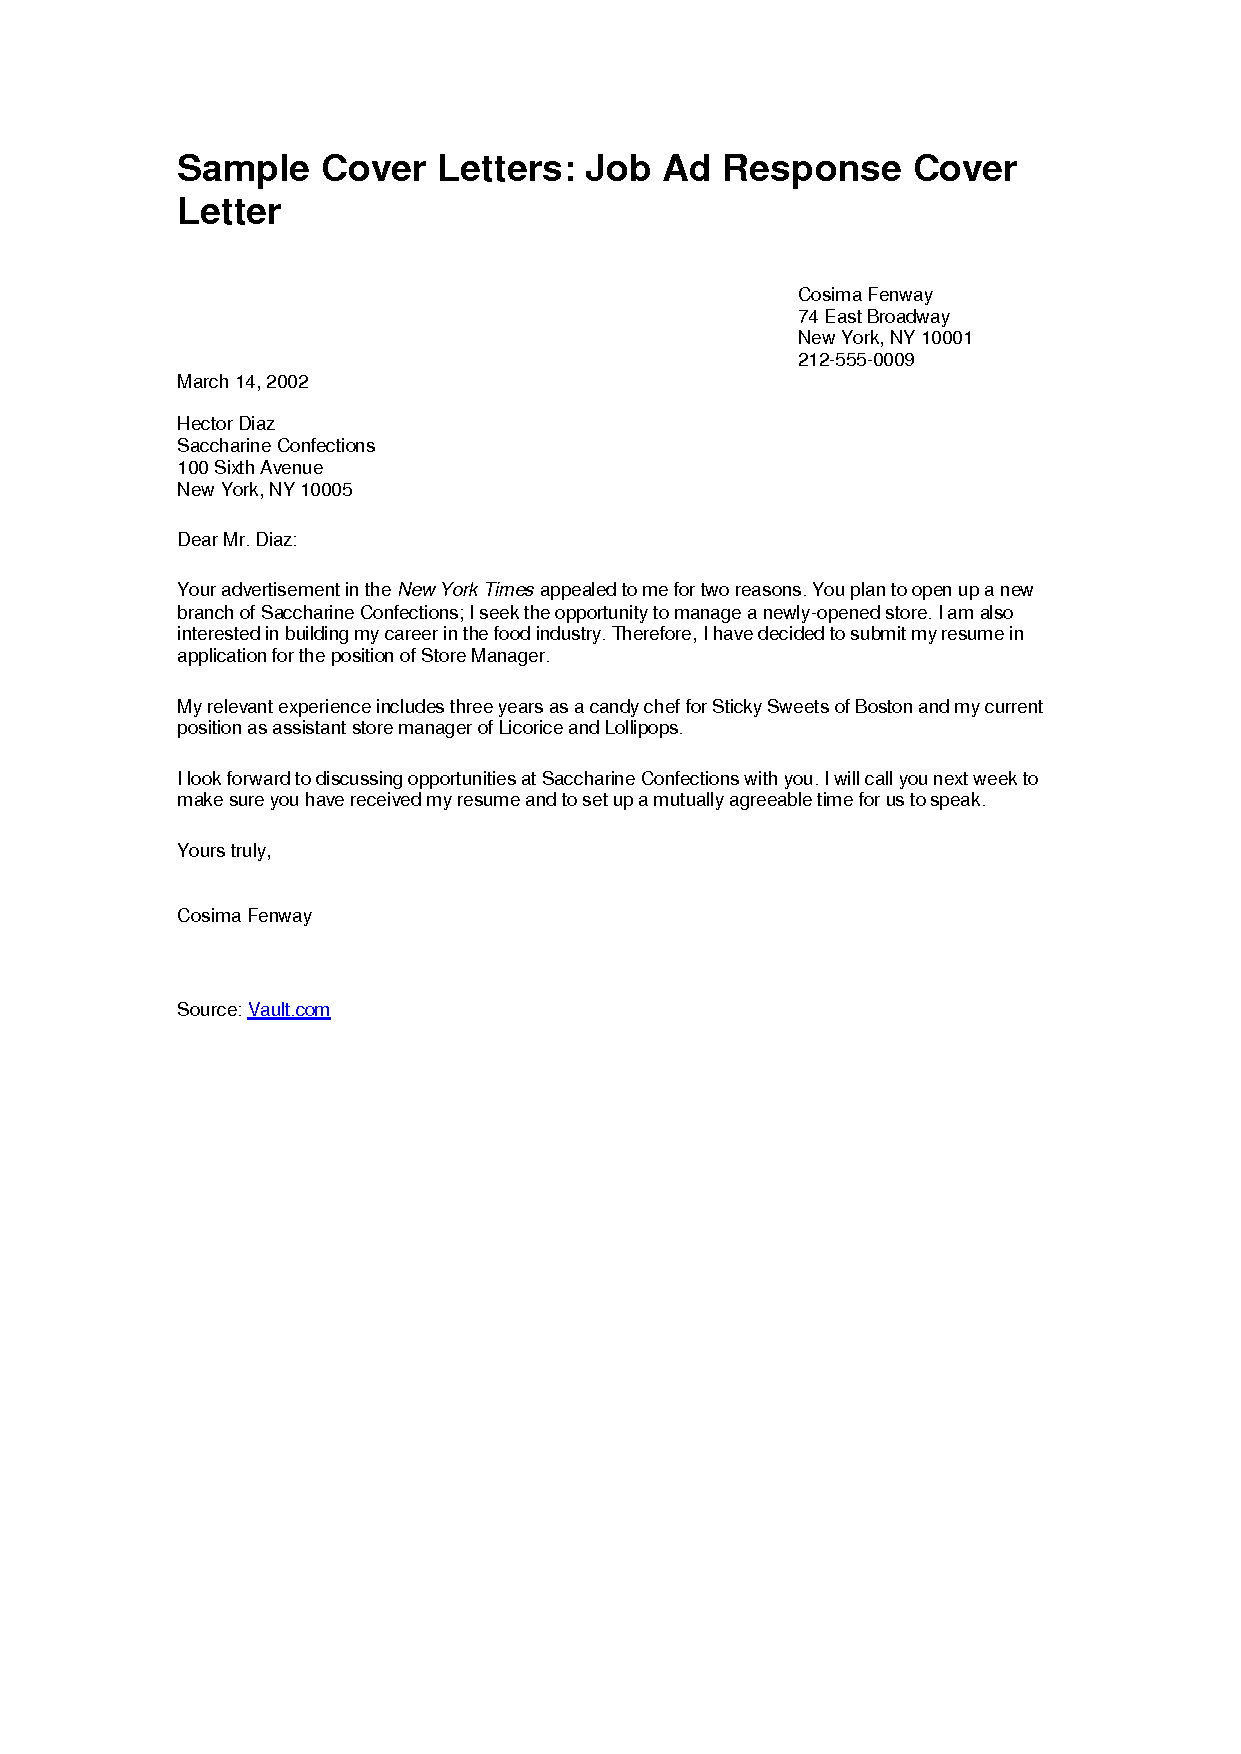 Sample Cover Letters: Job Ad Response Cover
Letter
Cosima Fenway
74 East Broadway
New York, NY 10001
212-555-0009
March 14, 2002
Hector Diaz
Saccharine Confections
100 Sixth Avenue
New York, NY 10005
Dear Mr. Diaz:
Your advertisement in the New York Times appealed to me for two reasons. You plan to open up a new
branch of Saccharine Confections; I seek the opportunity to manage a newly-opened store. I am also
interested in building my career in the food industry. Therefore, I have decided to submit my resume in
application for the position of Store Manager.
My relevant experience includes three years as a candy chef for Sticky Sweets of Boston and my current
position as assistant store manager of Licorice and Lollipops.
I look forward to discussing opportunities at Saccharine Confections with you. I will call you next week to
make sure you have received my resume and to set up a mutually agreeable time for us to speak.
Yours truly,
Cosima Fenway
Source: Vault.com